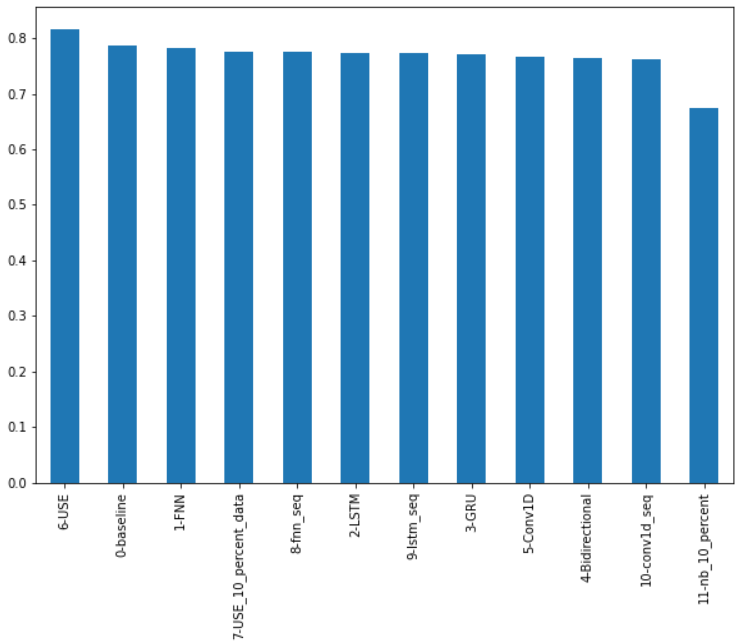 0.8
0.7
0.6
0.5
0.4
0.3
0.2
0.1
0.0
6-USE
0-baseline
1-FNN
7-USE_10_percent_data
8-fnn_seq
2-LSTM
9-lstm_seq
3-GRU
5-Conv1D
4-Bidirectional
10-conv1d_seq
11-nb_10_percent